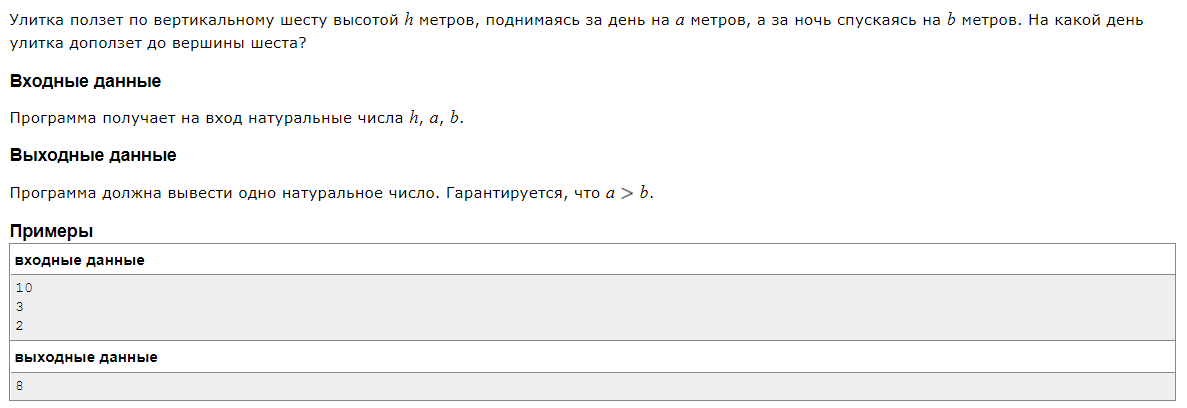 Улитка ползет по вертикальному шесту высотой h метров, поднимаясь за день на a метров, а за ночь спускаясь на b метров. На какой день
улитка доползет до вершины шеста?
Входные данные
Программа получает на вход натуральные числа h, a, b.
Выходные данные
Программа должна вывести одно натуральное число. Гарантируется, что a > b.
Примеры
входные данные
10
3
2
выходные данные
8